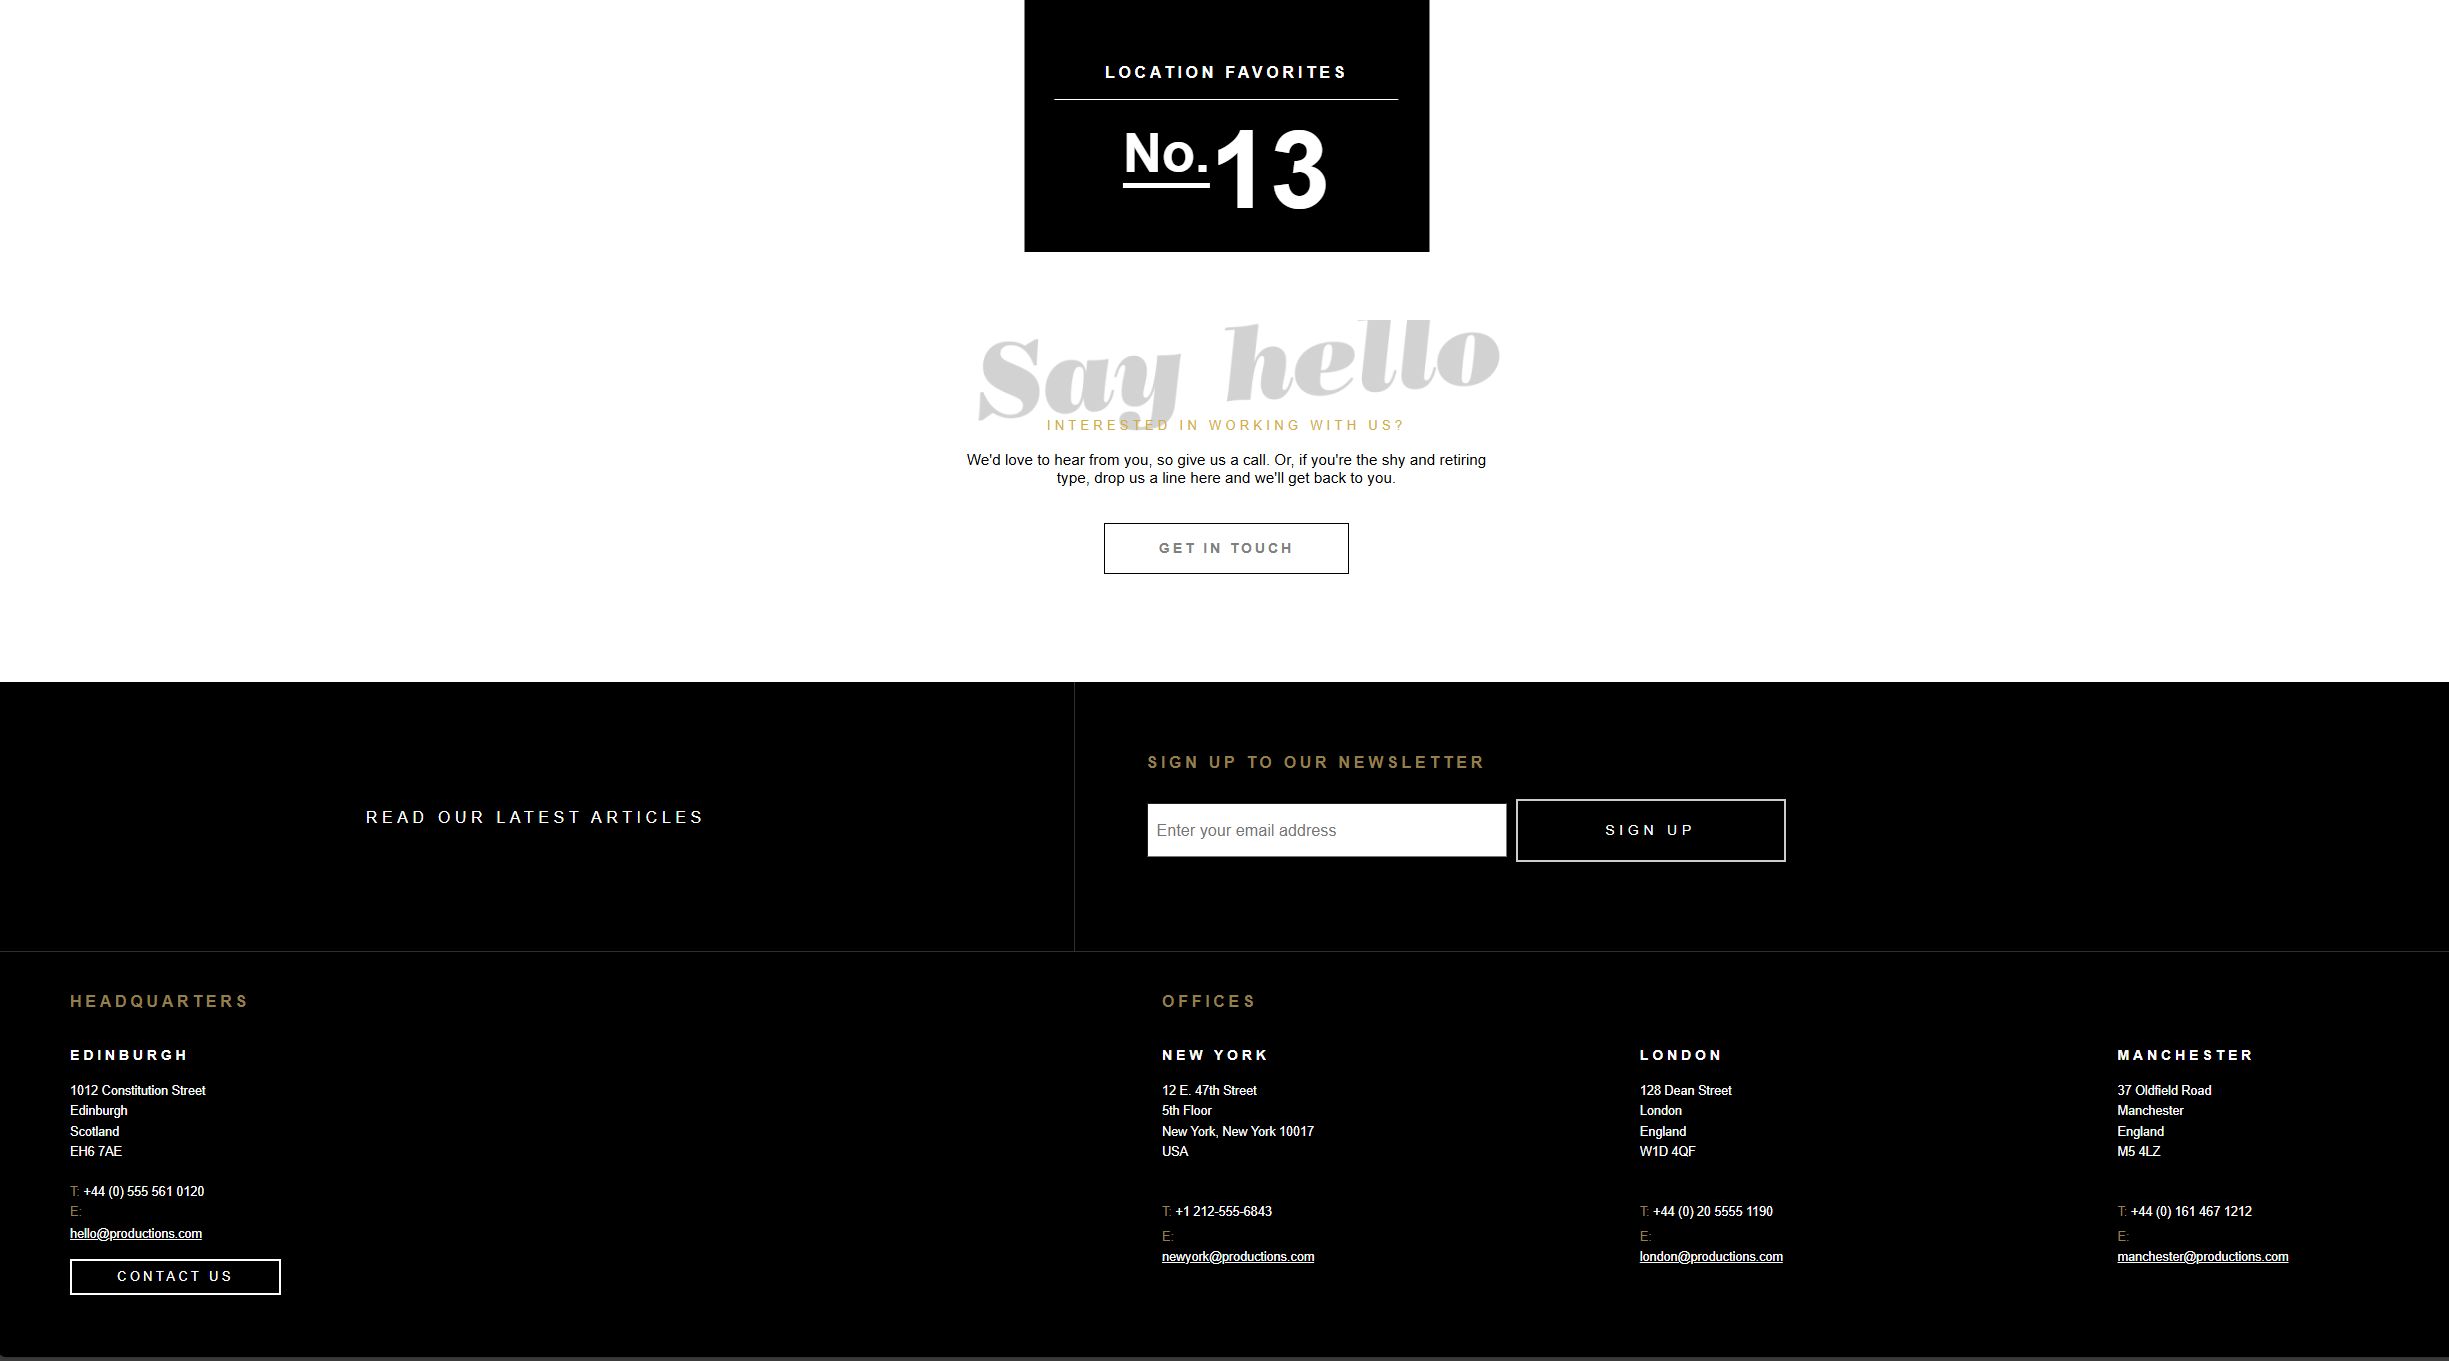 LOCATION FAVORITES
No.13
Say hello
INTERESTED IN WORKING WITH US?
We'd love to hear from you, so give us a call. Or, if you're the shy and retiring
type, drop us a line here and we'll get back to you.
GET IN TOUCH
READ OUR LATEST ARTICLES
SIGN UP TO OUR NEWSLETTER
Enter your email address
SIGN UP
HEADQUARTERS
EDINBURGH
1012 Constitution Street
Edinburgh
Scotland
EH6 7AE
T: +44 (0) 555 561 0120
E:
hello@productions.com
CONTACT US
OFFICES
NEW YORK
12 E. 47th Street
5th Floor
New York, New York 10017
USA
T: +1 212-555-6843
E:
newyork@productions.com
LONDON
128 Dean Street
London
England
W1D 4QF
T: +44 (0) 20 5555 1190
E:
london@productions.com
MANCHESTER
37 Oldfield Road
Manchester
England
M5 4LZ
T: +44 (0) 161 467 1212
E:
manchester@productions.com